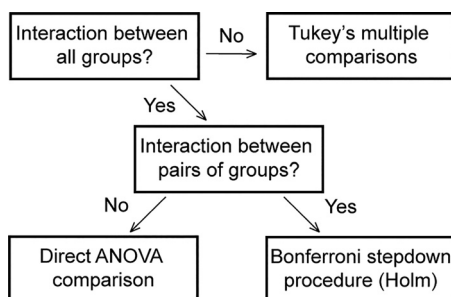 Interaction between
all groups?
No
Tukey's multiple
comparisons
Yes
Interaction between
pairs of groups?
No
Yes
Direct ANOVA
comparison
Bonferroni stepdown
procedure (Holm)